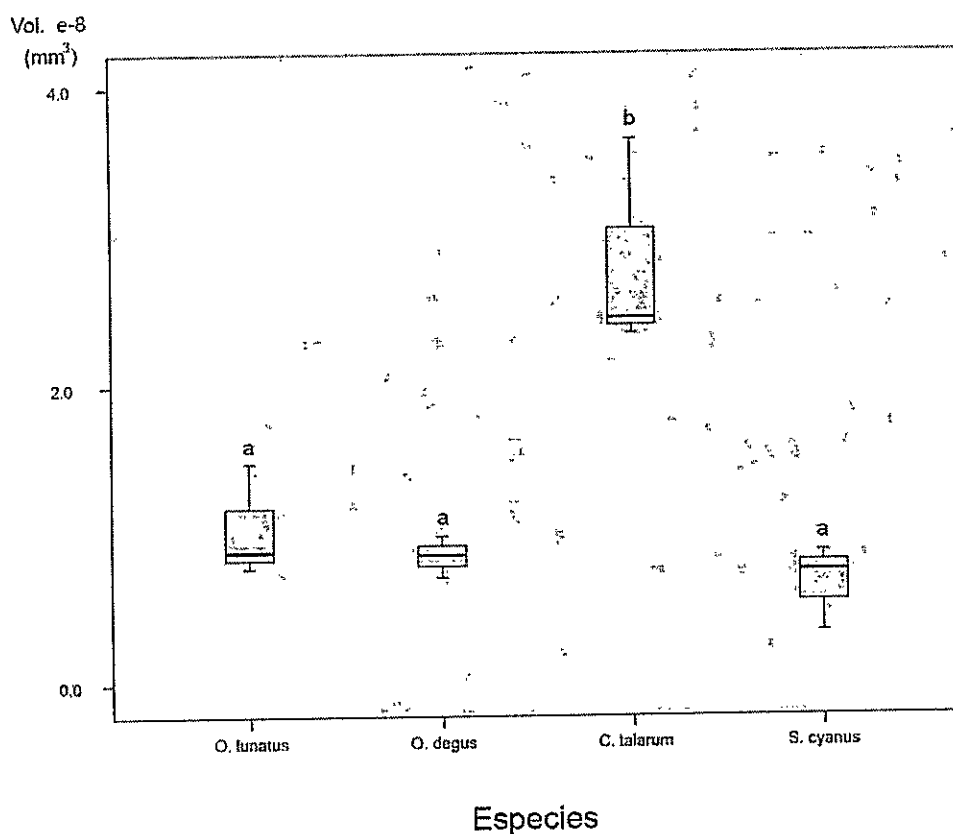 Vol. e-8
(mm³)
4.0
2.0
0.0
a
a
b
a
O. lunatus
O. degus
C. talarum
S. cyanus
Especies